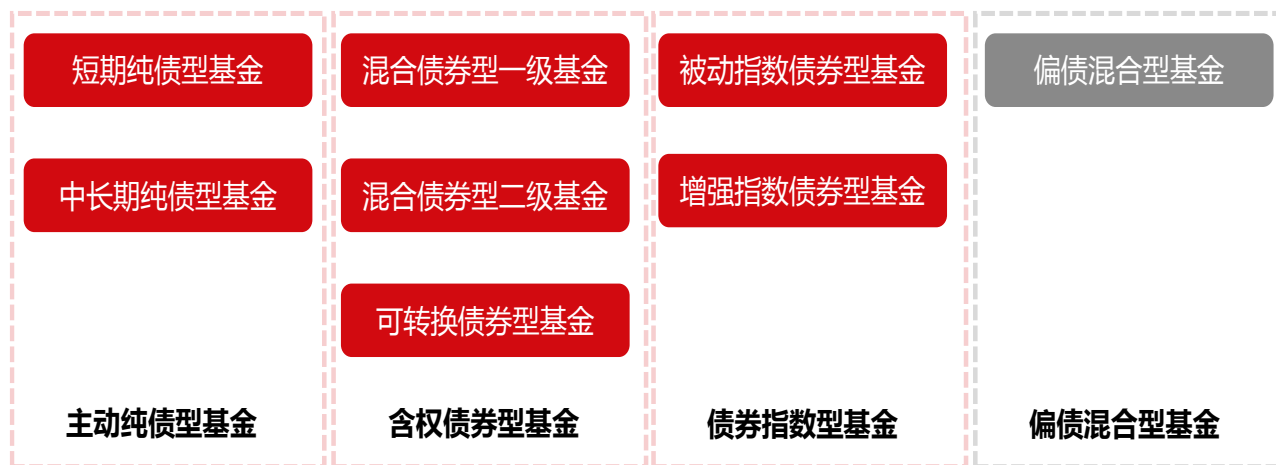 短期纯债型基金
混合债券型一级基金
被动指数债券型基金
偏债混合型基金
中长期纯债型基金
混合债券型二级基金
增强指数债券型基金
可转换债券型基金
主动纯债型基金
含权债券型基金
债券指数型基金
偏债混合型基金